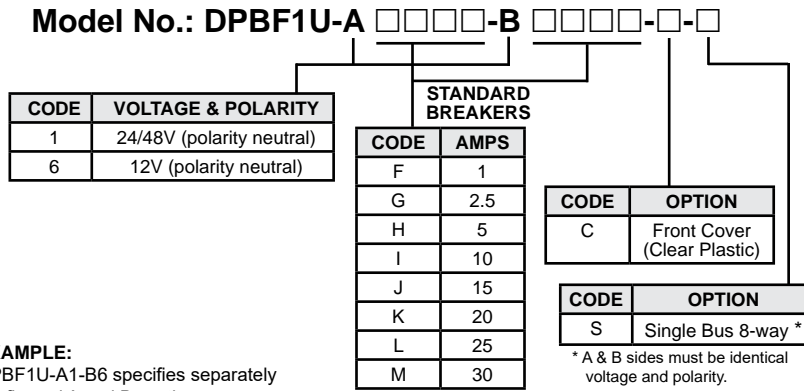 Model No.: DPBF1U-A □□□□-B □□□□-□-□
CODE VOLTAGE & POLARITY
1 24/48V (polarity neutral)
6 12V (polarity neutral)
STANDARD
BREAKERS
CODE AMPS
F 1
G 2.5
H 5
I 10
J 15
K 20
L 25
M 30
CODE OPTION
C Front Cover
(Clear Plastic)
CODE OPTION
S Single Bus 8-way *
* A & B sides must be identical
voltage and polarity.
AMPLE:
PBF1U-A1-B6 specifies separately